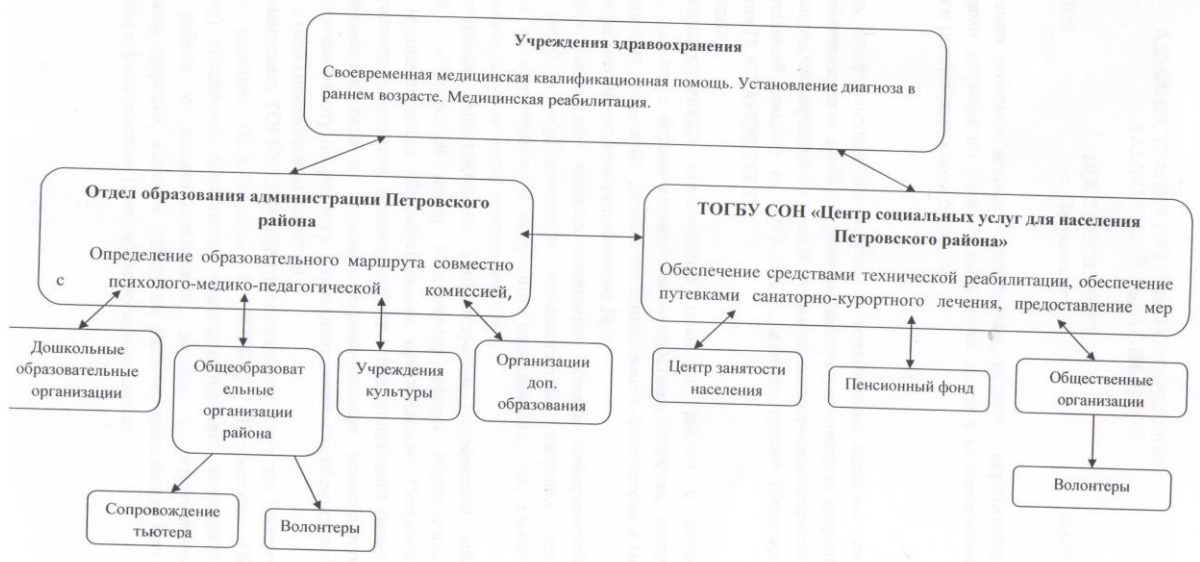 Учреждения здравоохранения
Своевременная медицинская квалификационная помощь. Установление диагноза в
раннем возрасте. Медицинская реабилитация.
Отдел образования администрации Петровского
района
Определение образовательного маршрута совместно
с психолого-медико-педагогической комиссией,
ТОГБУ СОН «Центр социальных услуг для населения
Петровского района»
Обеспечение средствами технической реабилитации, обеспечение
путевками санаторно-курортного лечения, предоставление мер
Дошкольные
образовательные
организации
Общеобразоват
ельные
организации
района
Учреждения
культуры
Организации
доп.
образования
Центр занятости
населения
Пенсионный фонд
Общественные
организации
Сопровождение
тьютера
Волонтеры
Волонтеры